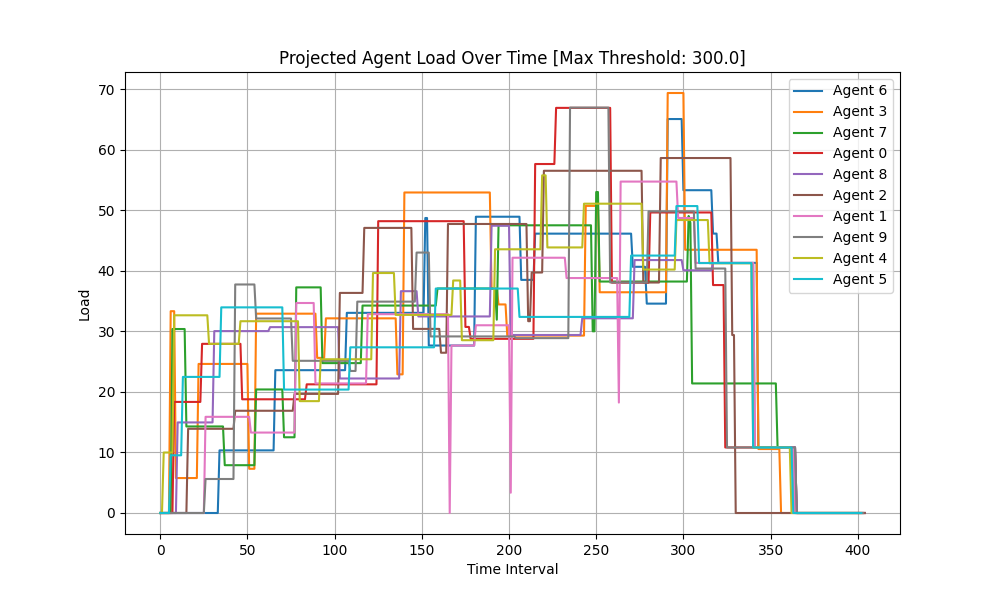 Projected Agent Load Over Time [Max Threshold: 300.0]
Load
70
60
50
40
30
20
10
0
0 50 100 150 200 250 300 350 400
Time Interval
Agent 6
Agent 3
Agent 7
Agent 0
Agent 8
Agent 2
Agent 1
Agent 9
Agent 4
Agent 5